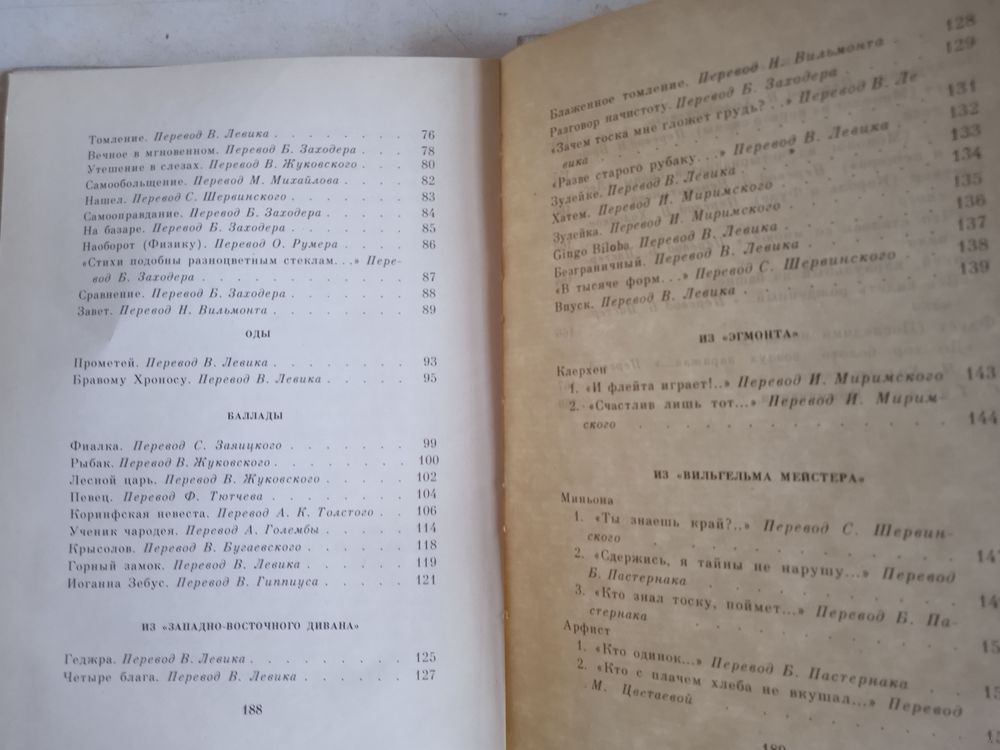 Томление. Перевод В. Левика . . . . . . . 76
Вечное в мгновенном. Перевод Б. Заходера . . . 78
Утешение в слезах. Перевод В. Жуковского . . . 80
Самообольщение. Перевод М. Михайлова . . . . 82
Нашел. Перевод С. Шервинского . . . . . . 83
Самооправдание. Перевод Б. Заходера . . . . . 84
На базаре. Перевод Б. Заходера . . . . . . 85
Наоборот (Физику). Перевод О. Румера . . . . 86
«Стихи подобны разноцветным стеклам...» Пере-
вод Б. Заходера . . . . . . . . . 87
Сравнение. Перевод Б. Заходера . . . . . . 88
Завет. Перевод Н. Вильмонта . . . . . . . 89
ОДЫ
Прометей. Перевод В. Левика . . . . . . . 93
Бравому Хроносу. Перевод В. Левика . . . . 95
БАЛЛАДЫ
Фиалка. Перевод С. Заяицкого . . . . . . 99
Рыбак. Перевод В. Жуковского . . . . . . . 100
Лесной царь. Перевод В. Жуковского . . . . . 102
Певец. Перевод Ф. Тютчева . . . . . . . 104
Коринфская невеста. Перевод А. К. Толстого . . 106
Ученик чародея. Перевод А. Голембы . . . . . 114
Крысолов. Перевод В. Бугаевского . . . . . . 118
Горный замок. Перевод В. Левика . . . . . . 119
Иоганна Зебус. Перевод В. Гиппиуса . . . . . 121
ИЗ «ЗАПАДНО-ВОСТОЧНОГО ДИВАНА»
Геджра. Перевод В. Левика . . . . . . . . 125
Четыре блага. Перевод В. Левика . . . . . . 127
188
Блаженное томление. Перевод Н. Вильмонта . 128
Разговор начистоту. Перевод Б. Заходера . . 129
«Зачем тоска мне гложет грудь?..» Перевод В. Ле
вика . . . . . . . . 131
«Разве старого рубаку...» Перевод В. Левика . 132
Зулейке. Перевод В. Левика . . . . . 133
Хатем. Перевод И. Миримского . . . . 134
Зулейка. Перевод И. Миримского . . . . 135
Gingo Biloba. Перевод В. Левика . . . . 136
Безграничный. Перевод В. Левика . . . . 137
«В тысяче форм...» Перевод С. Шервинского . . 138
Впуск. Перевод В. Левика . . . . . . 139
ИЗ «ЭГМОНТА»
Клерхен
1. «И флейта играет!..» Перевод И. Миримского 143
2. «Счастлив лишь тот...» Перевод И. Мирим-
ского . . . . . . . . . 144
ИЗ «ВИЛЬГЕЛЬМА МЕЙСТЕРА»
Миньона
1. «Ты знаешь край?..» Перевод С. Шервин-
ского . . . . . . . .
2. «Сдержись, я тайны не нарушу...» Перевод
Б. Пастернака . . . . . .
3. «Кто знал тоску, поймет...» Перевод Б. Па-
стернака . . . . . . .
Арфист
1. «Кто одинок...» Перевод Б. Пастернака . .
2. «Кто с плачем хлеба не вкушал...» Перевод
М. Цветаевой . . . . . .
189